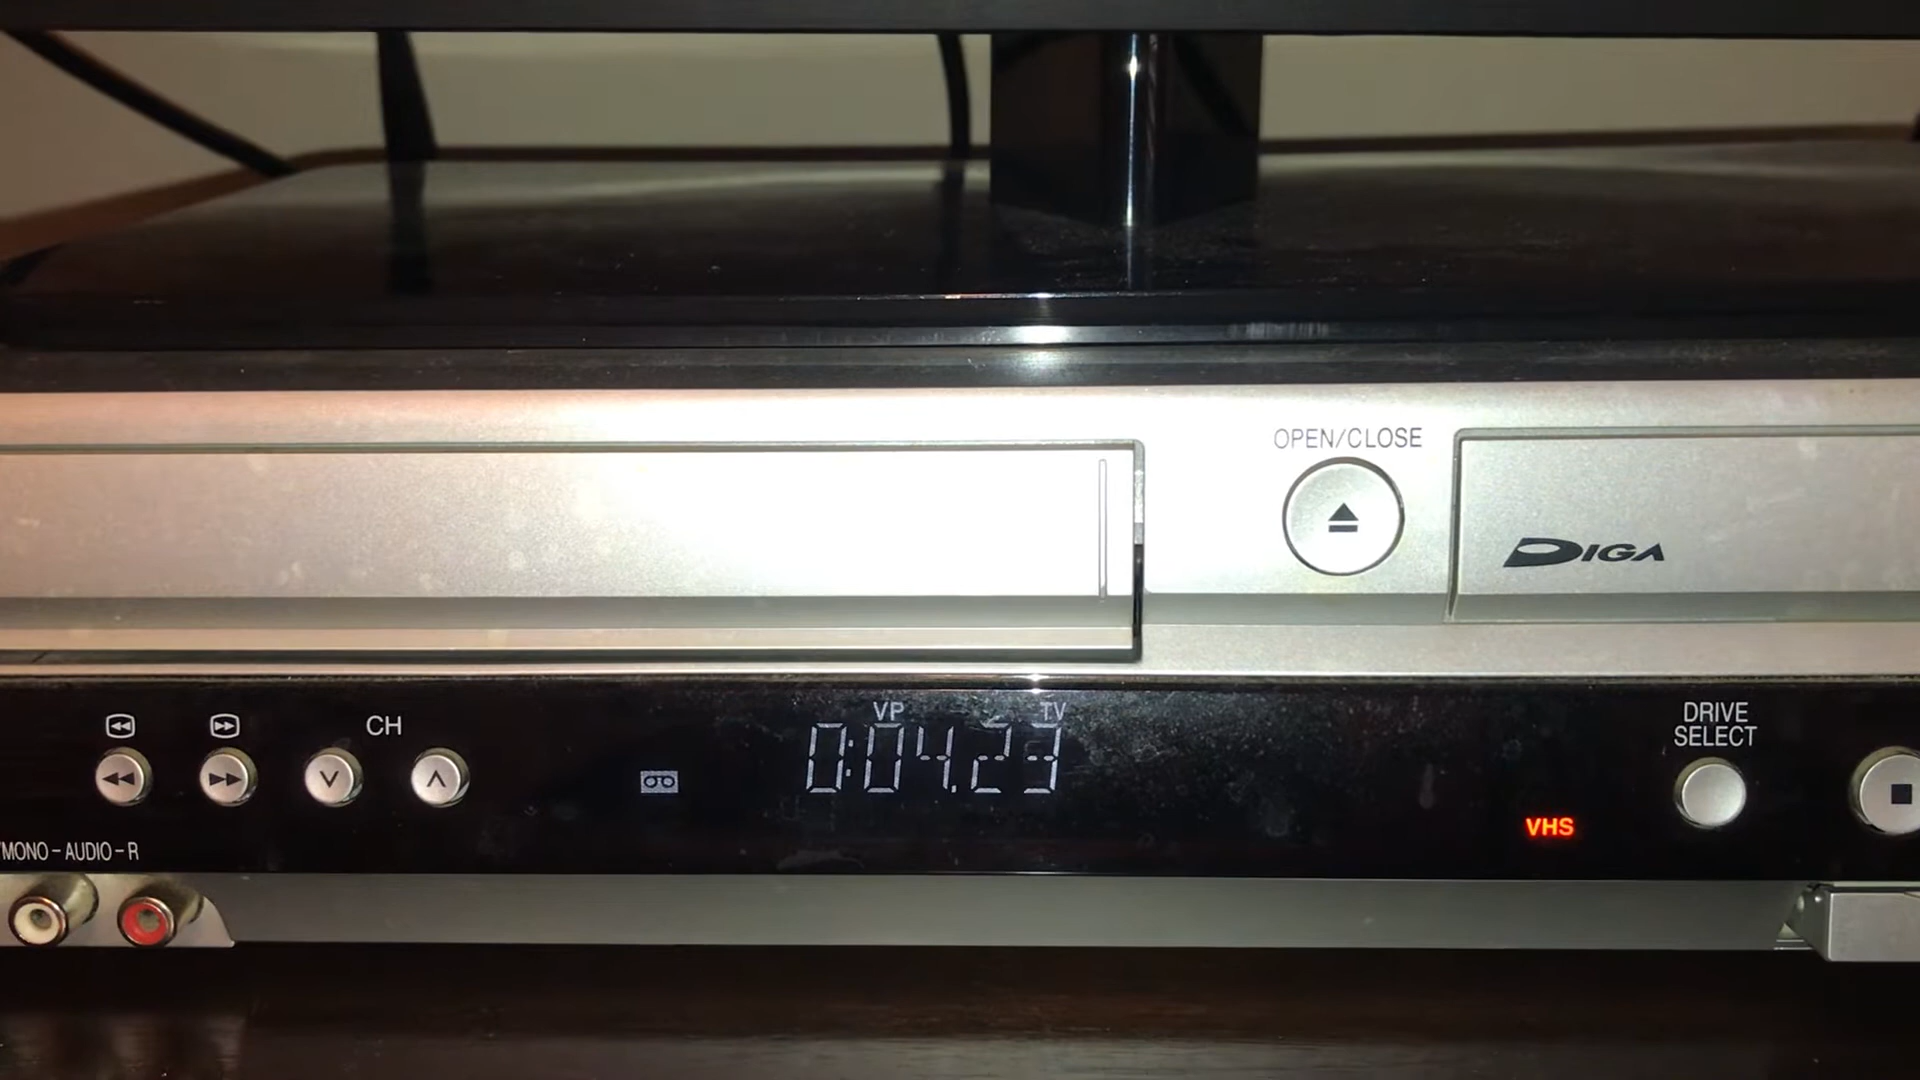 OPEN/CLOSE
DIGA
CH
VP TV
0:04.23
DRIVE
SELECT
VHS
/MONO-AUDIO-R